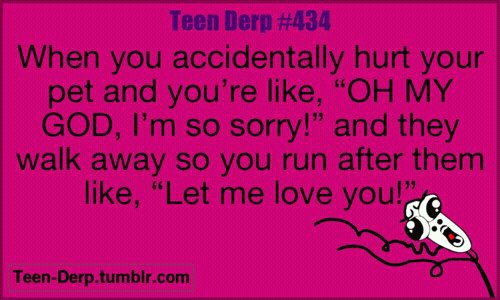 Teen Derp #434
When you accidentally hurt your
pet and you’re like, “OH MY
GOD, I’m so sorry!” and they
walk away so you run after them
like, “Let me love you!”
Teen-Derp.tumblr.com